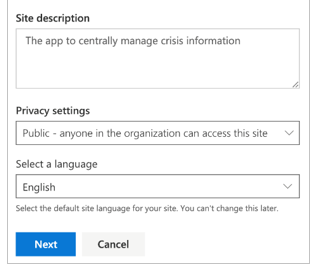 Site description
The app to centrally manage crisis information
Privacy settings
Public - anyone in the organization can access this site
Select a language
English
Select the default site language for your site. You can't change this later.
Next
Cancel